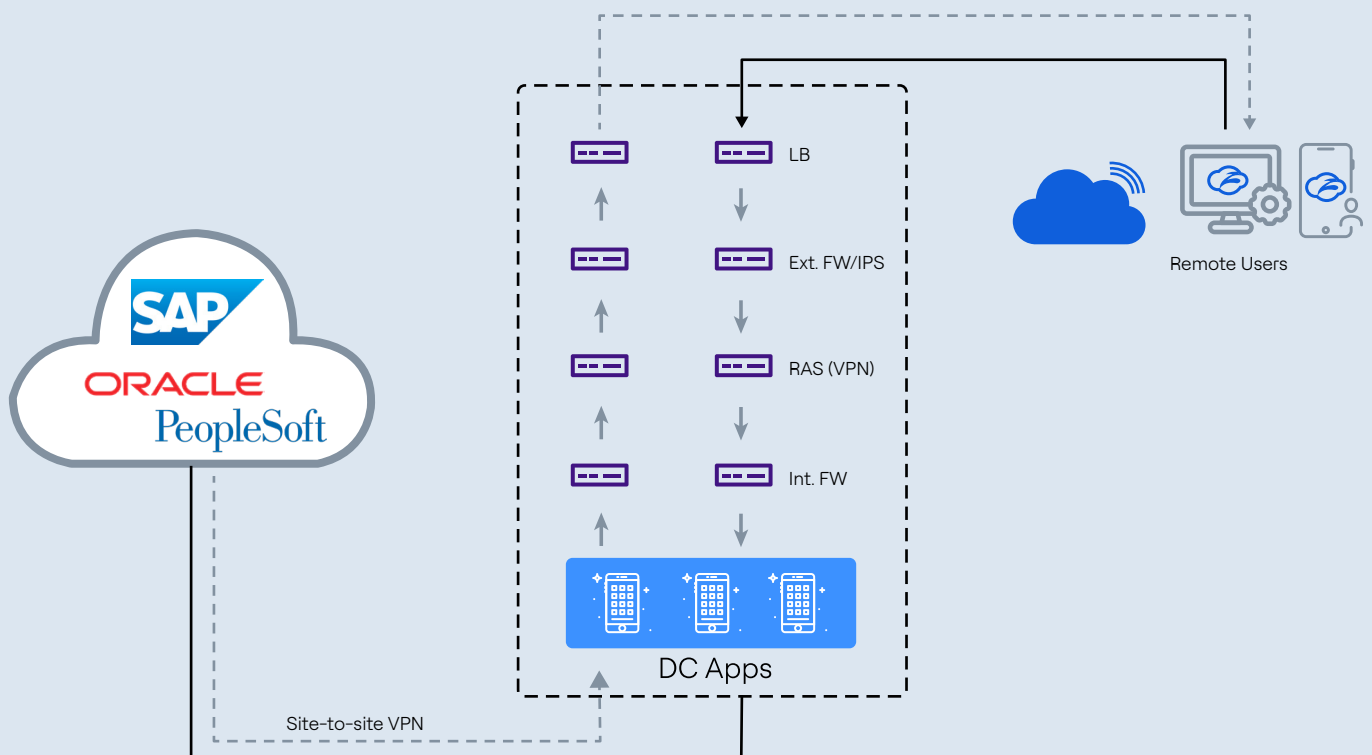 LB
Ext. FW/IPS
Remote Users
SAP
ORACLE
PeopleSoft
RAS (VPN)
Int. FW
DC Apps
Site-to-site VPN